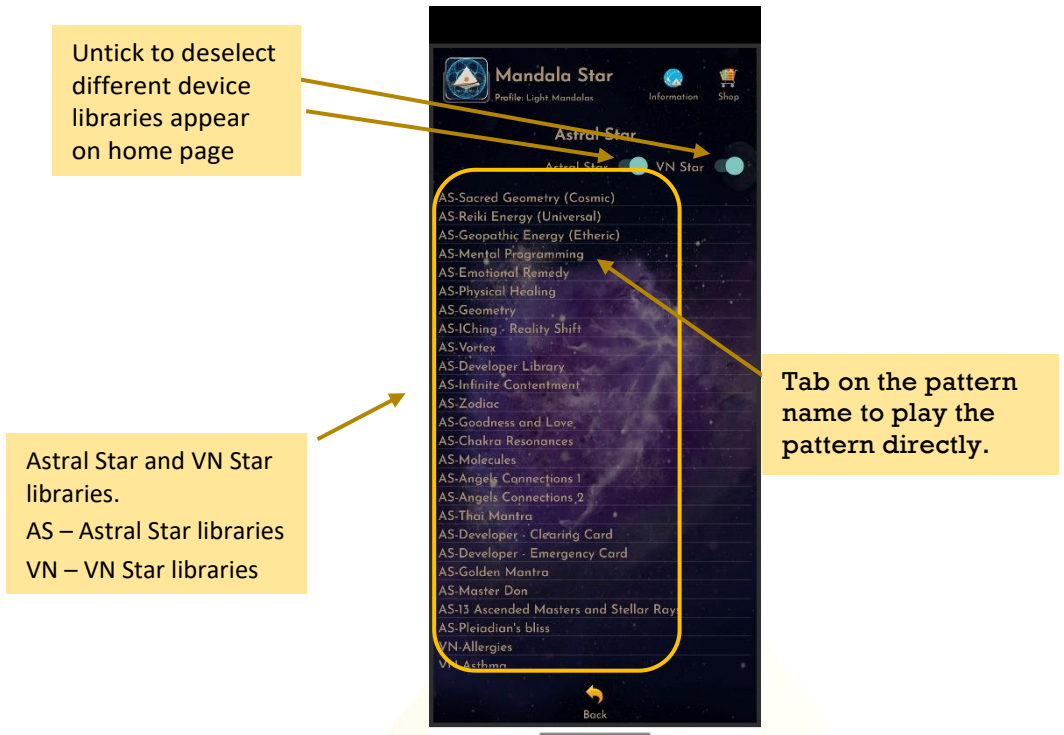 Untick to deselect
different device
libraries appear
on home page
Mandala Star
Profile: Light Mandalas
Information
Shop
Astral Star
Astral Star
VN Star
AS-Sacred Geometry (Cosmic)
AS-Reiki Energy (Universal)
AS-Geopathic Energy (Etheric)
AS-Mental Programming
AS-Emotional Remedy
AS-Physical Healing
AS-Geometry
AS-IChing - Reality Shift
AS-Vortex
AS-Developer Library
AS-Infinite Contentment
AS-Zodiac
AS-Goodness and Love
AS-Chakra Resonances
AS-Molecules
AS-Angels Connections 1
AS-Angels Connections 2
AS-Thai Mantra
AS-Developer - Clearing Card
AS-Developer - Emergency Card
AS-Golden Mantra
AS-Master Don
AS-13 Ascended Masters and Stellar Rays
AS-Pleiadian's bliss
VN-Allergies
VN-Asthma
Back
Tab on the pattern
name to play the
pattern directly.
Astral Star and VN Star
libraries.
AS – Astral Star libraries
VN – VN Star libraries